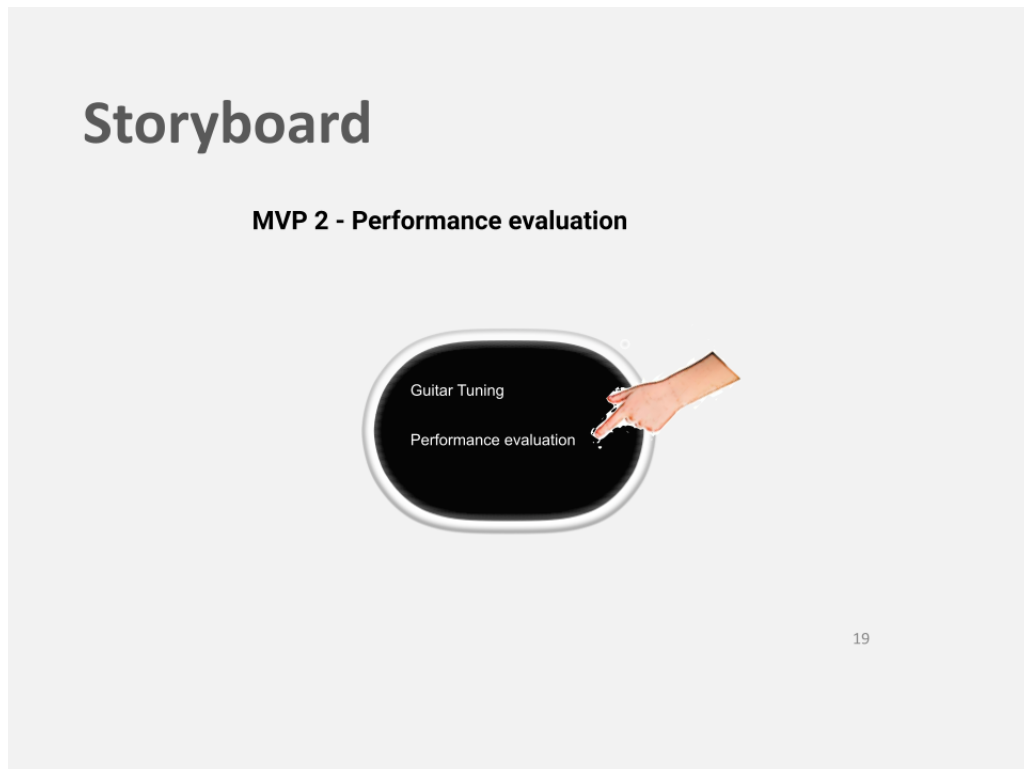 Storyboard
MVP 2 - Performance evaluation
Guitar Tuning
Performance evaluation
19